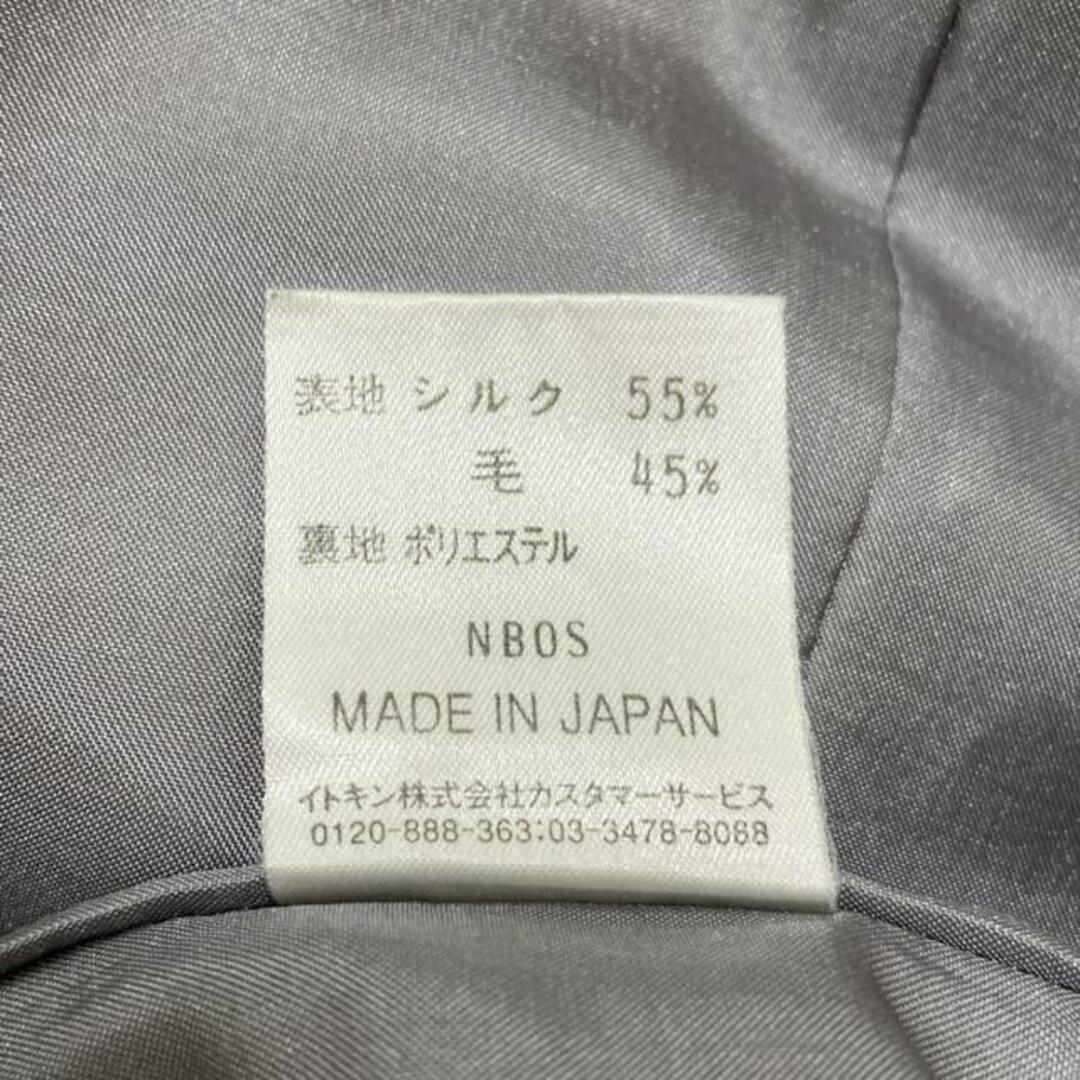 表地 シルク 55%
毛 45%
裏地 ポリエステル
NB0S
MADE IN JAPAN
イトキン株式会社カスタマーサービス
0120-888-363:03-3478-8088